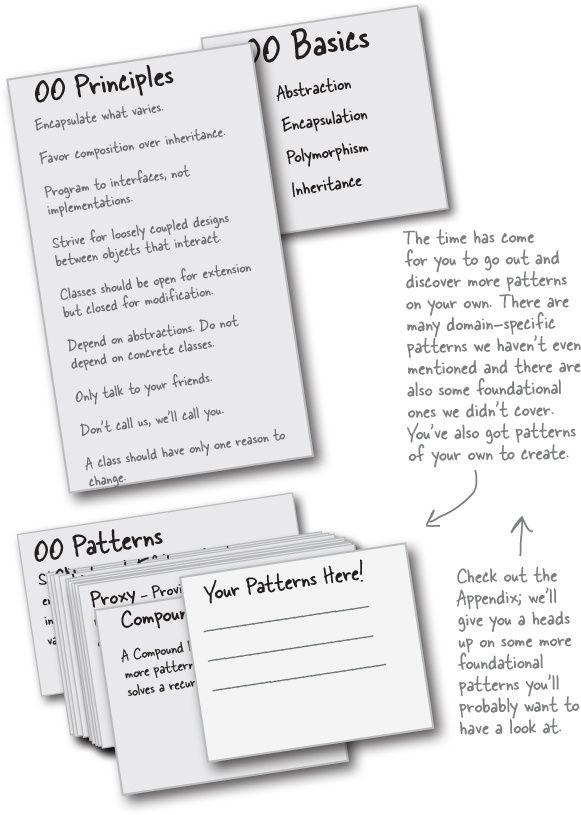 OO Principles
Encapsulate what varies.
Favor composition over inheritance.
Program to interfaces, not
implementations.
Strive for loosely coupled designs
between objects that interact.
Classes should be open for extension
but closed for modification.
Depend on abstractions. Do not
depend on concrete classes.
Only talk to your friends.
Don't call us, we'll call you.
A class should have only one reason to
change.
OO Basics
Abstraction
Encapsulation
Polymorphism
Inheritance
The time has come
for you to go out and
discover more patterns
on your own. There are
many domain-specific
patterns we haven't even
mentioned and there are
also some foundational
ones we didn't cover.
You've also got patterns
of your own to create.
OO Patterns
Proxy - Provi
Compoun
A Compound
more pattern
solves a recur
Your Patterns Here!
Check out the
Appendix; we'll
give you a heads
up on some more
foundational
patterns you'll
probably want to
have a look at.